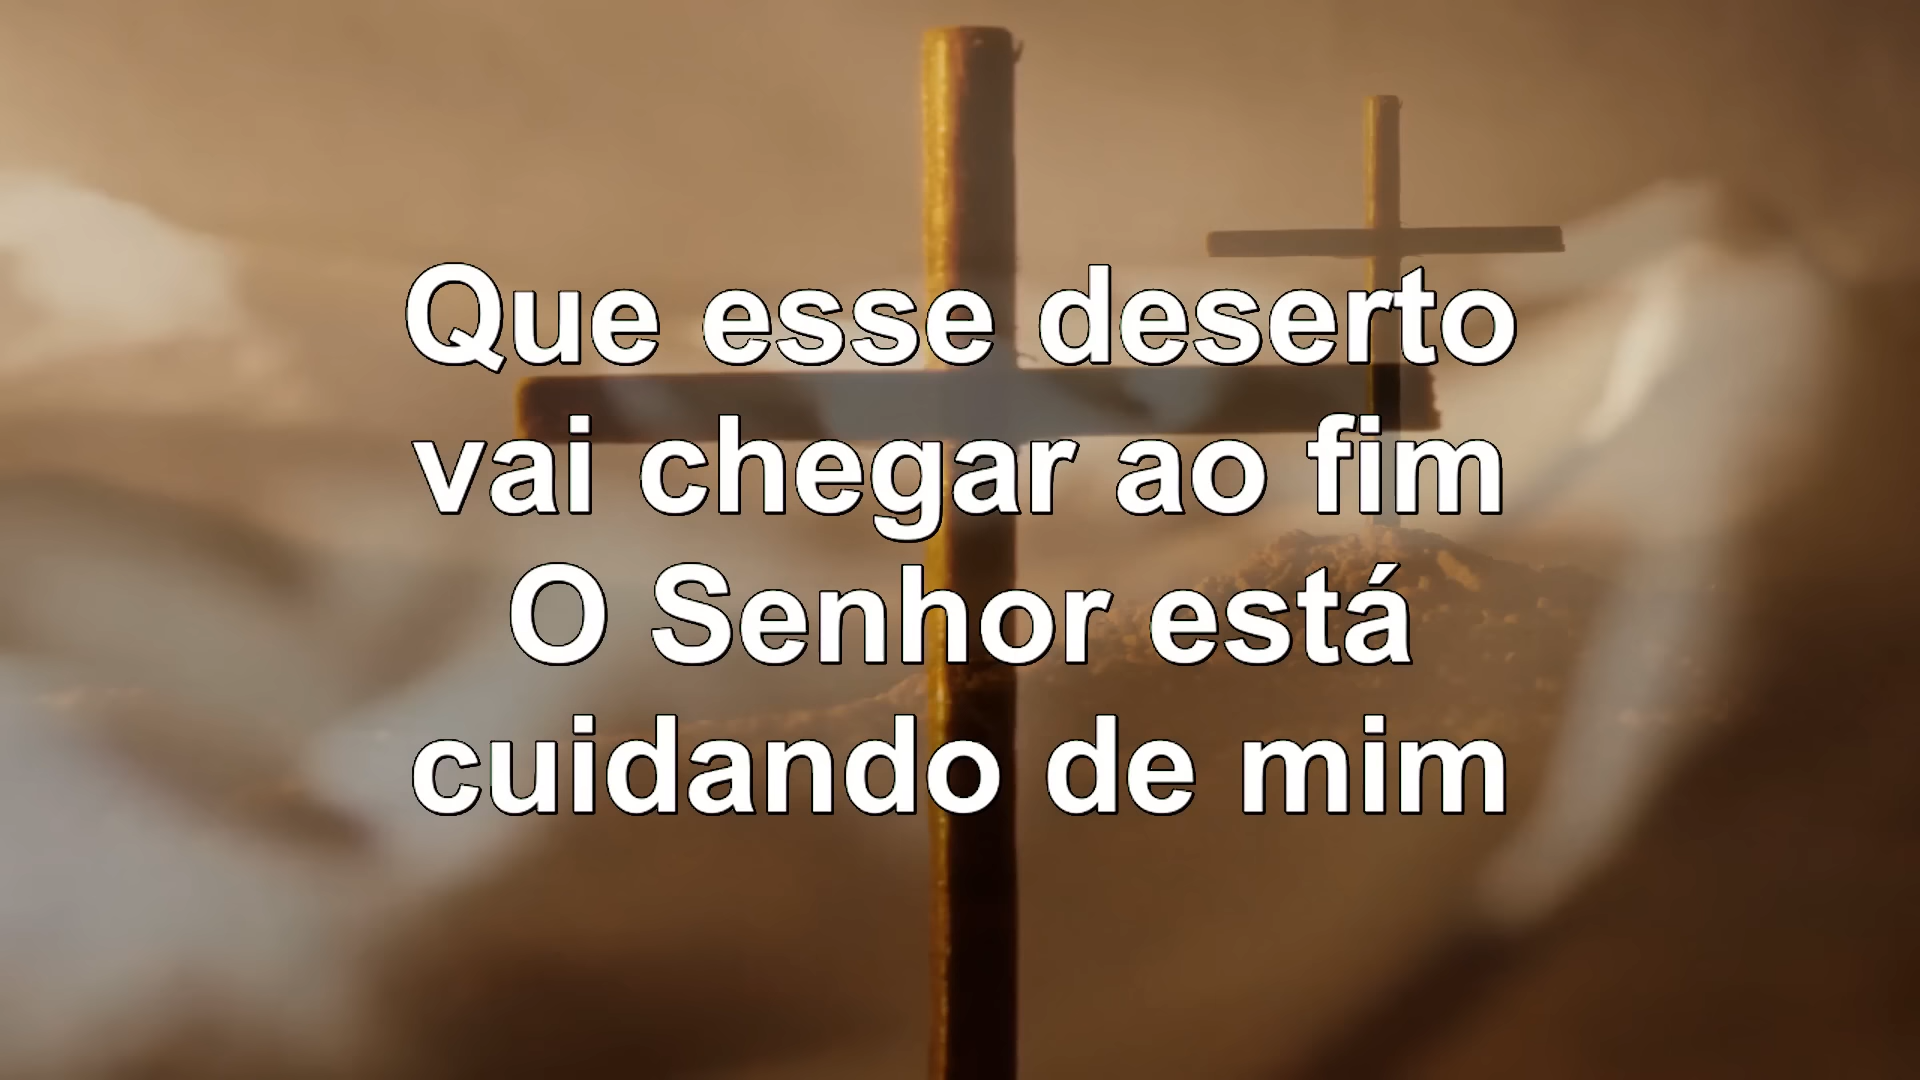 Que esse deserto
vai chegar ao fim
O Senhor está
cuidando de mim